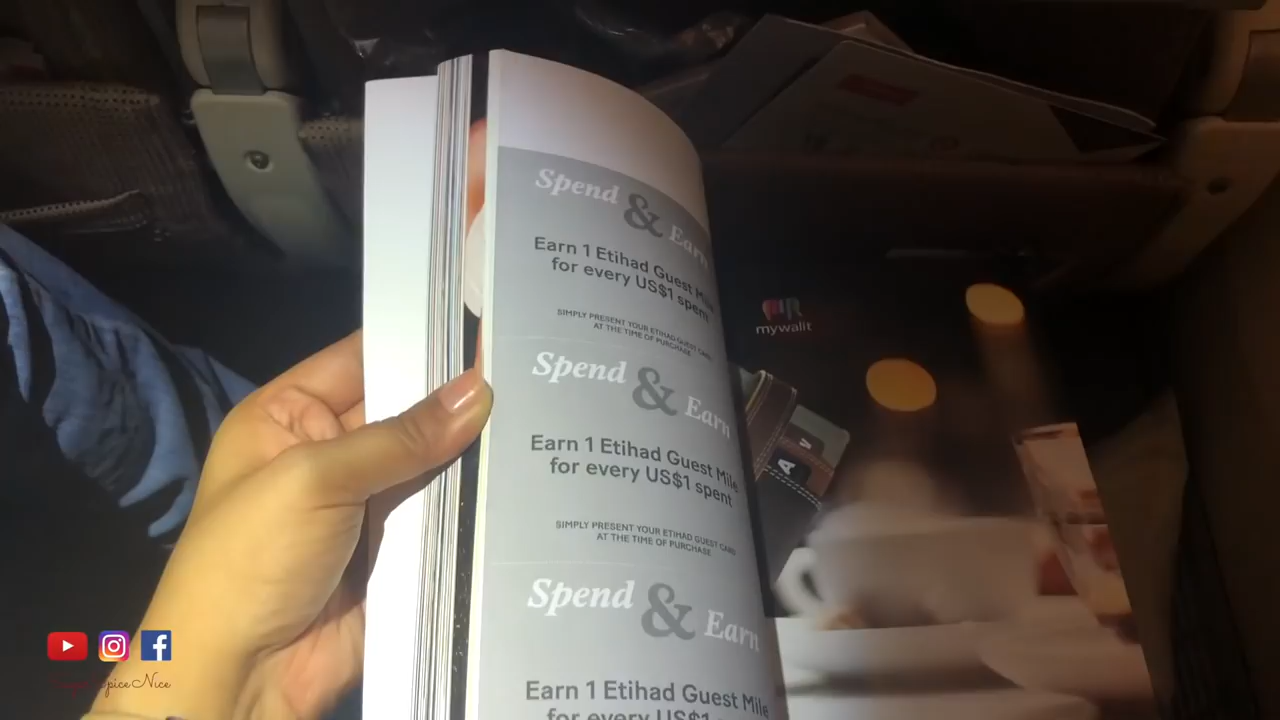 Spend & Earn
Earn 1 Etihad Guest Mile
for every US$1 spent
SIMPLY PRESENT YOUR ETIHAD GUEST CARD
AT THE TIME OF PURCHASE
Spend & Earn
Earn 1 Etihad Guest Mile
for every US$1 spent
SIMPLY PRESENT YOUR ETIHAD GUEST CARD
AT THE TIME OF PURCHASE
Spend & Earn
Earn 1 Etihad Guest Mile
for every US$1
mywalit
A V
SpiceNice